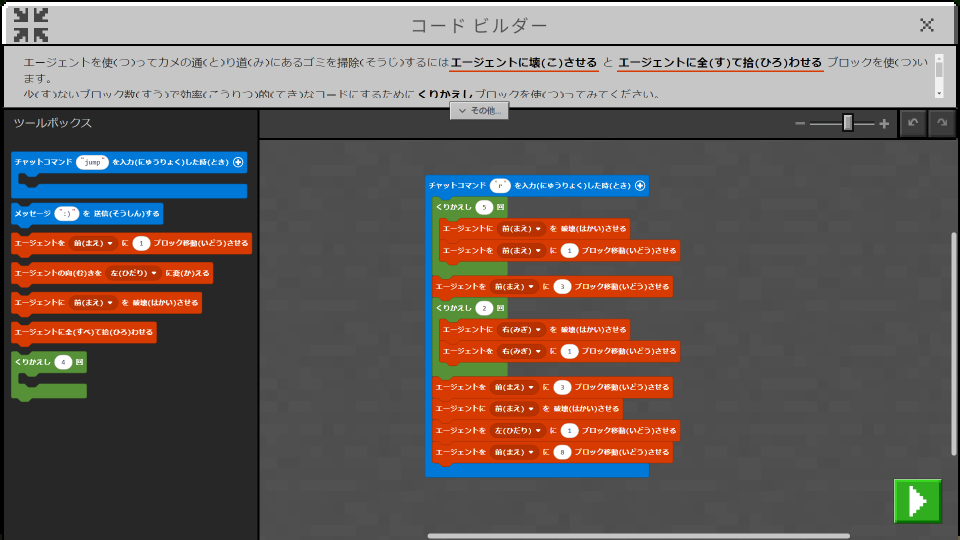 コード ビルダー
エージェントを使(つ)ってカメの通(と)り道(み)にあるゴミを掃除(そうじ)するにはエージェントに壊(こ)させる と エージェントに全(す)て拾(ひろ)わせる ブロックを使(つ)い
ます。
少(す)ないブロック数(すう)で効率(こうりつ)的(てき)なコードにするためにくりかえしブロックを使(つ)ってみてください。
その他...
ツールボックス
チャットコマンド "jump" を入力(にゅうりょく)した時(とき)
メッセージ ":)" を 送信(そうしん)する
エージェントを 前(まえ) に 1 ブロック移動(いどう)させる
エージェントの向(む)きを 左(ひだり) に変(か)える
エージェントに 前(まえ) を 破壊(はかい)させる
エージェントに全(すべ)て拾(ひろ)わせる
くりかえし 4 回
チャットコマンド "r" を入力(にゅうりょく)した時(とき)
くりかえし 5 回
エージェントに 前(まえ) を 破壊(はかい)させる
エージェントを 前(まえ) に 1 ブロック移動(いどう)させる
エージェントを 前(まえ) に 3 ブロック移動(いどう)させる
くりかえし 2 回
エージェントに 右(みぎ) を 破壊(はかい)させる
エージェントを 右(みぎ) に 1 ブロック移動(いどう)させる
エージェントを 前(まえ) に 3 ブロック移動(いどう)させる
エージェントに 前(まえ) を 破壊(はかい)させる
エージェントを 左(ひだり) に 1 ブロック移動(いどう)させる
エージェントを 前(まえ) に 8 ブロック移動(いどう)させる